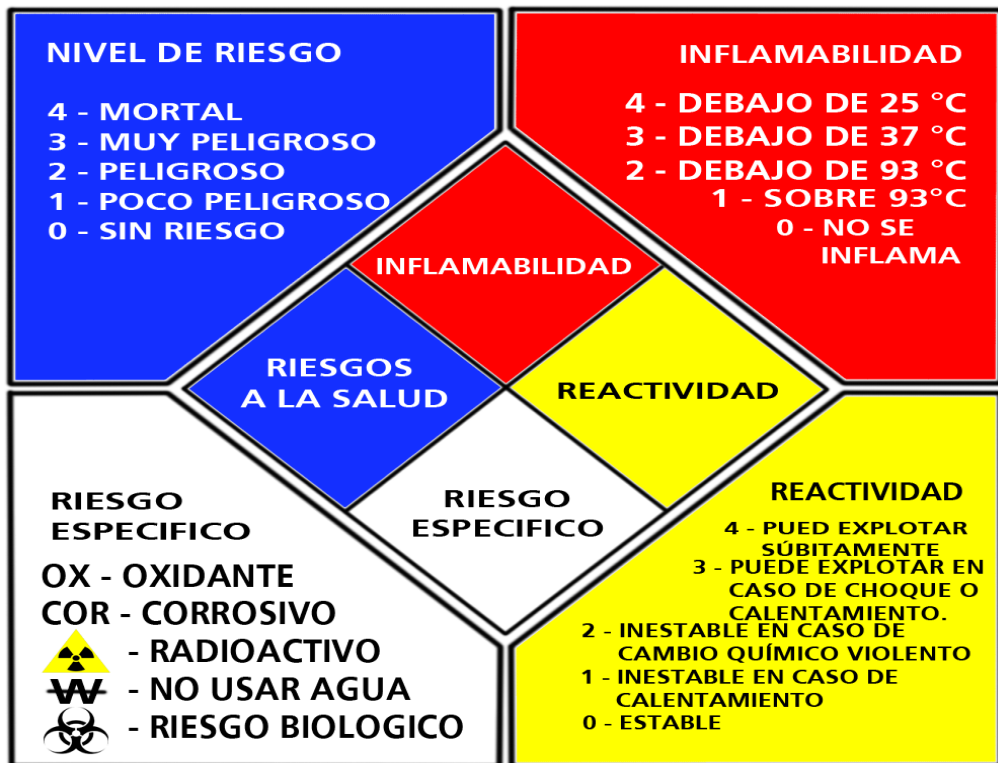 NIVEL DE RIESGO
4 - MORTAL
3 - MUY PELIGROSO
2 - PELIGROSO
1 - POCO PELIGROSO
0 - SIN RIESGO
INFLAMABILIDAD
4 - DEBAJO DE 25 °C
3 - DEBAJO DE 37 °C
2 - DEBAJO DE 93 °C
1 - SOBRE 93°C
0 - NO SE
INFLAMA
INFLAMABILIDAD
RIESGOS
A LA SALUD
REACTIVIDAD
RIESGO
ESPECIFICO
RIESGO
ESPECIFICO
OX - OXIDANTE
COR - CORROSIVO
- RADIOACTIVO
W - NO USAR AGUA
- RIESGO BIOLOGICO
REACTIVIDAD
4 - PUED EXPLOTAR
SÚBITAMENTE
3 - PUEDE EXPLOTAR EN
CASO DE CHOQUE O
CALENTAMIENTO.
2 - INESTABLE EN CASO DE
CAMBIO QUÍMICO VIOLENTO
1 - INESTABLE EN CASO DE
CALENTAMIENTO
0 - ESTABLE